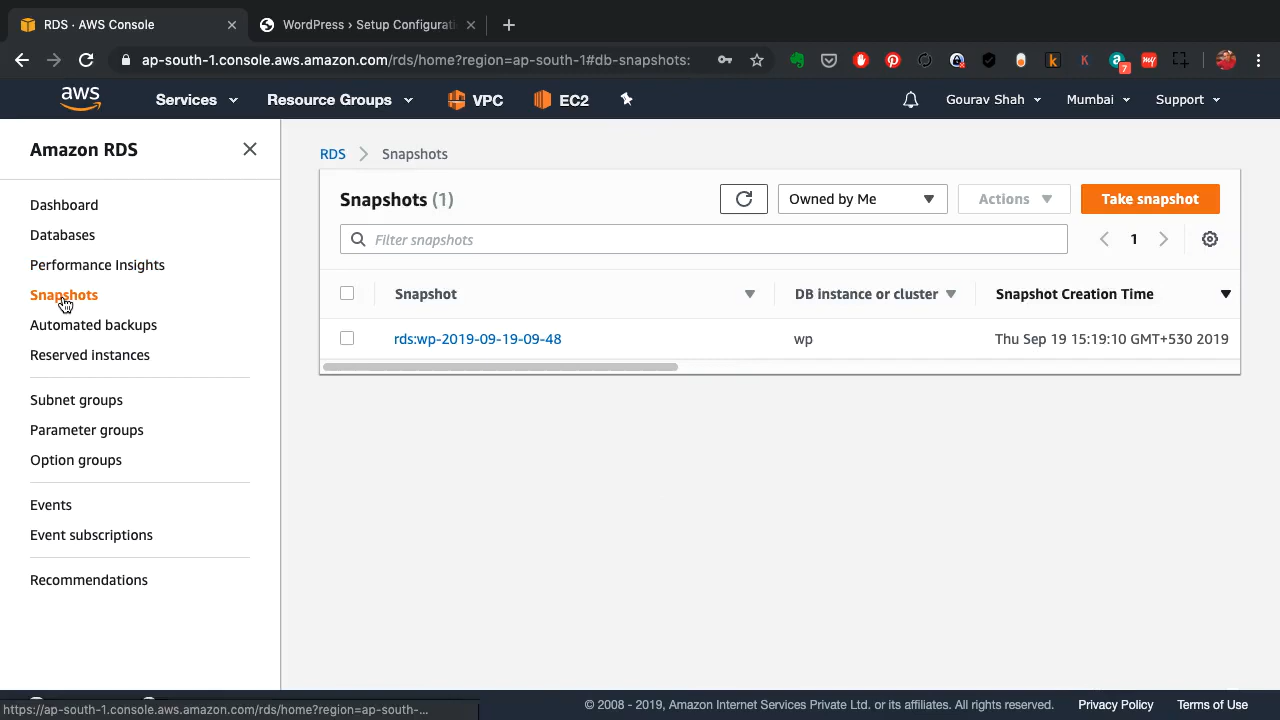 RDS · AWS Console
WordPress › Setup Configurati
ap-south-1.console.aws.amazon.com/rds/home?region=ap-south-1#db-snapshots:
7
my
aws
Services
Resource Groups
VPC
EC2
Gourav Shah
Mumbai
Support
Amazon RDS
Dashboard
Databases
Performance Insights
Snapshots
Automated backups
Reserved instances
Subnet groups
Parameter groups
Option groups
Events
Event subscriptions
Recommendations
RDS
Snapshots
Snapshots (1)
Owned by Me
Actions
Take snapshot
Filter snapshots
1
Snapshot
DB instance or cluster
Snapshot Creation Time
rds:wp-2019-09-19-09-48
wp
Thu Sep 19 15:19:10 GMT+530 2019
https://ap-south-1.console.aws.amazon.com/rds/home?region=ap-south-...
© 2008 - 2019, Amazon Internet Services Private Ltd. or its affiliates. All rights reserved.
Privacy Policy
Terms of Use